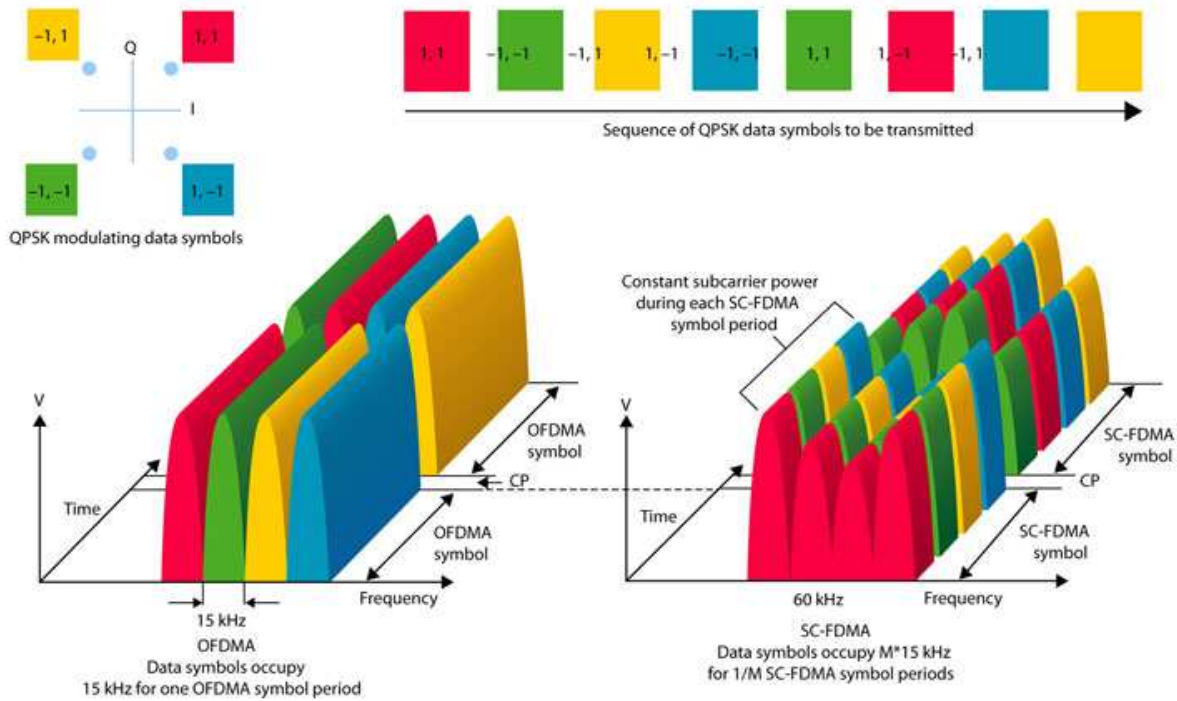 –1, 1
Q
1, 1
I
–1, –1
1, –1
QPSK modulating data symbols
1, 1
–1, –1
–1, 1
1, –1
–1, –1
1, 1
1, –1
–1, 1
Sequence of QPSK data symbols to be transmitted
V
Time
OFDMA
symbol
CP
OFDMA
symbol
Frequency
15 kHz
OFDMA
Data symbols occupy
15 kHz for one OFDMA symbol period
Constant subcarrier power
during each SC-FDMA
symbol period
V
Time
SC-FDMA
symbol
CP
SC-FDMA
symbol
60 kHz
Frequency
SC-FDMA
Data symbols occupy M*15 kHz
for 1/M SC-FDMA symbol periods